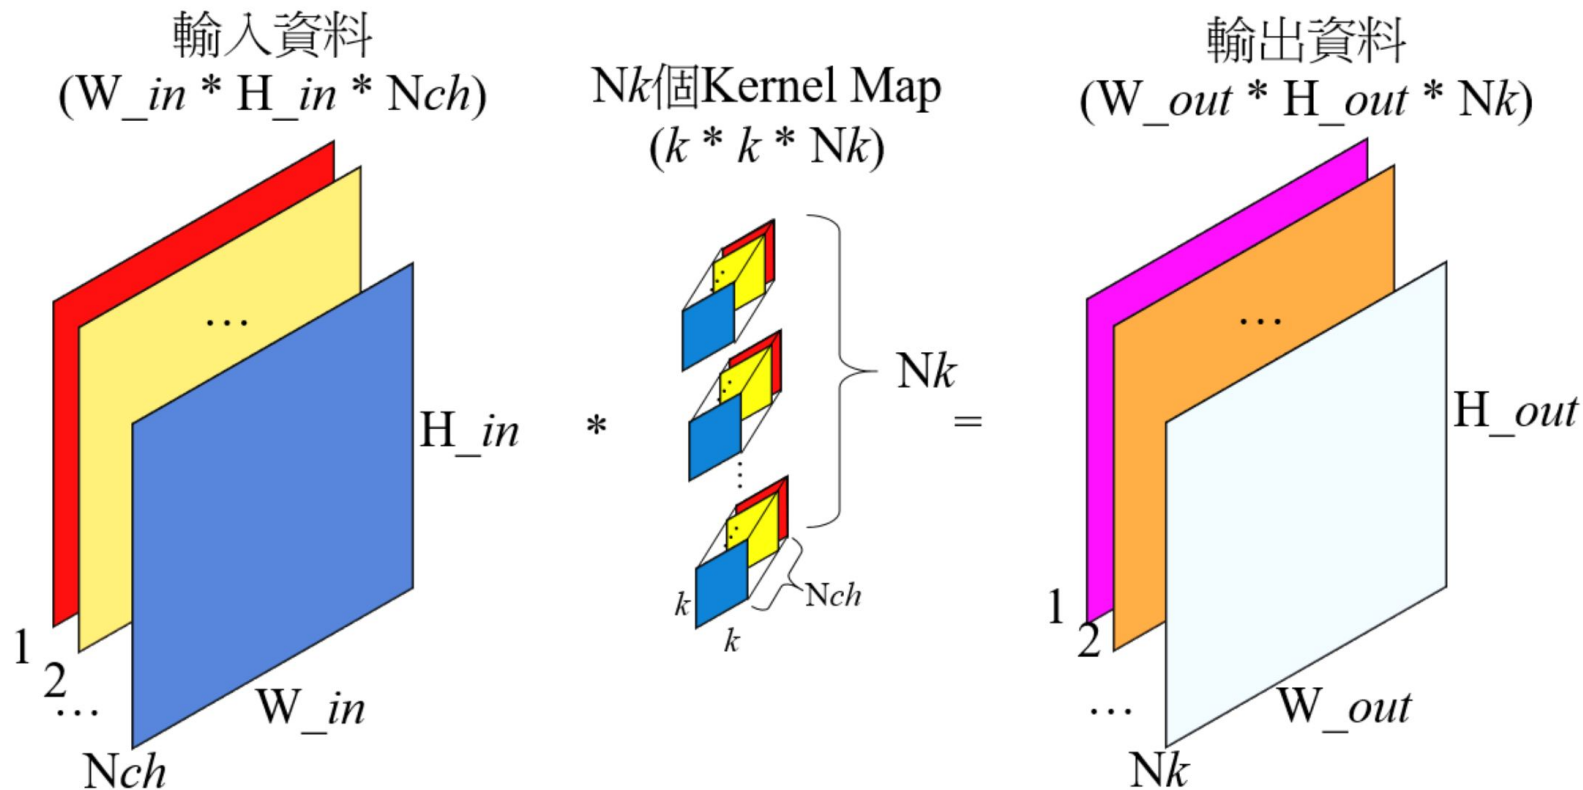 輸入資料
(W_in * H_in * Nch)
Nk個Kernel Map
(k * k * Nk)
輸出資料
(W_out * H_out * Nk)
...
H_in
W_in
1
2
...
Nch
*
Nk
...
Nch
k
k
=
...
H_out
W_out
1
2
...
Nk